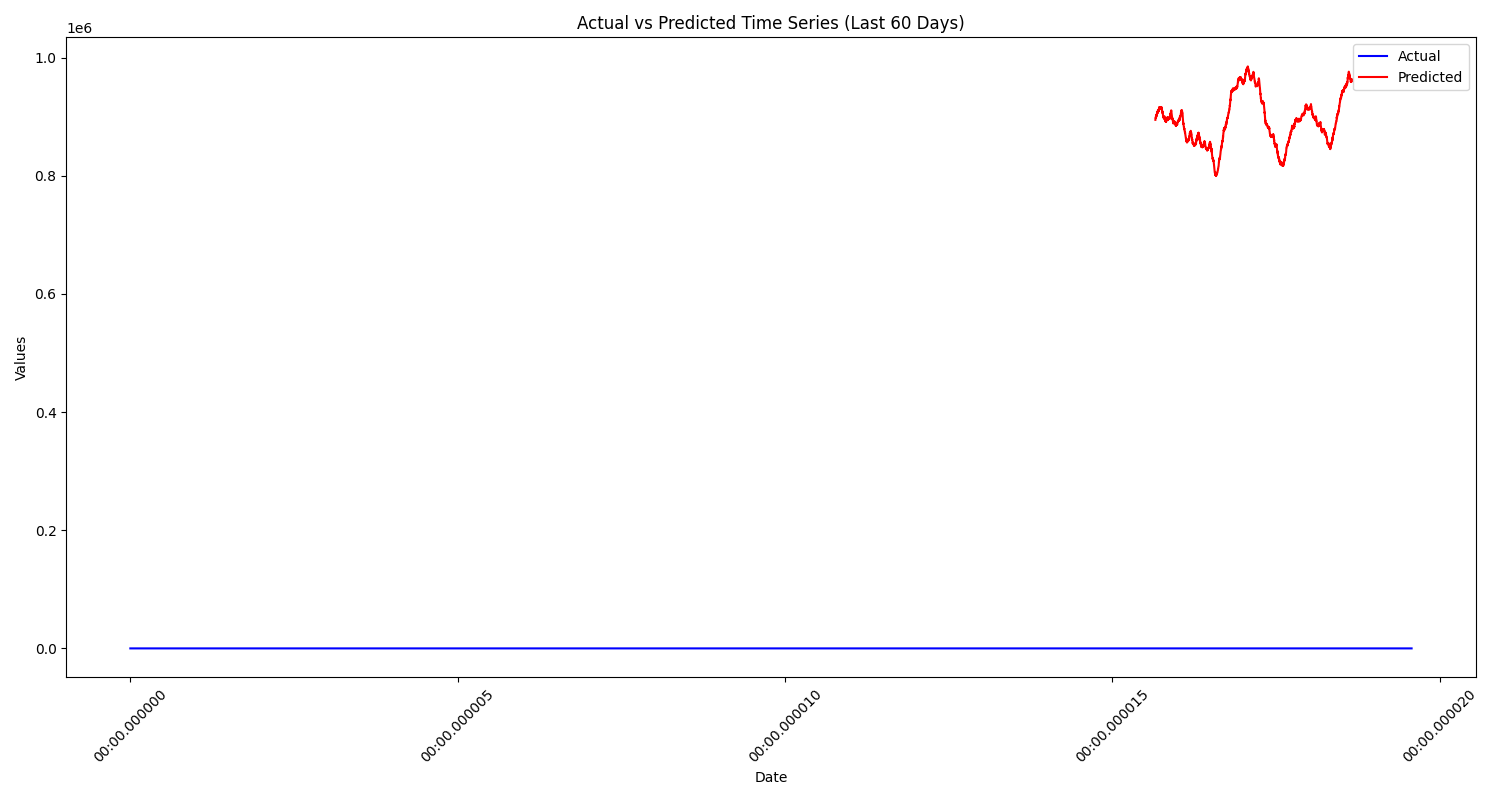 Actual vs Predicted Time Series (Last 60 Days)
1e6
Actual
Predicted
1.0
0.8
0.6
0.4
0.2
0.0
Values
00:00.000000
00:00.000005
00:00.000010
00:00.000015
00:00.000020
Date